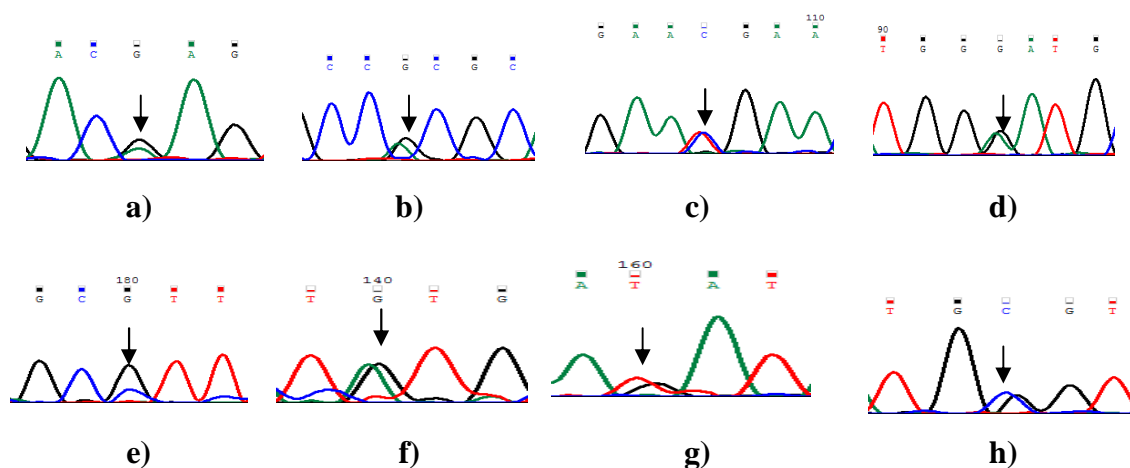 A C G A G
a)
C C G C G C
b)
110
G A A C G A A
c)
90
T G G G A T G
d)
180
G C G T T
e)
140
T G T G
f)
160
A T A T
g)
T G C G T
h)